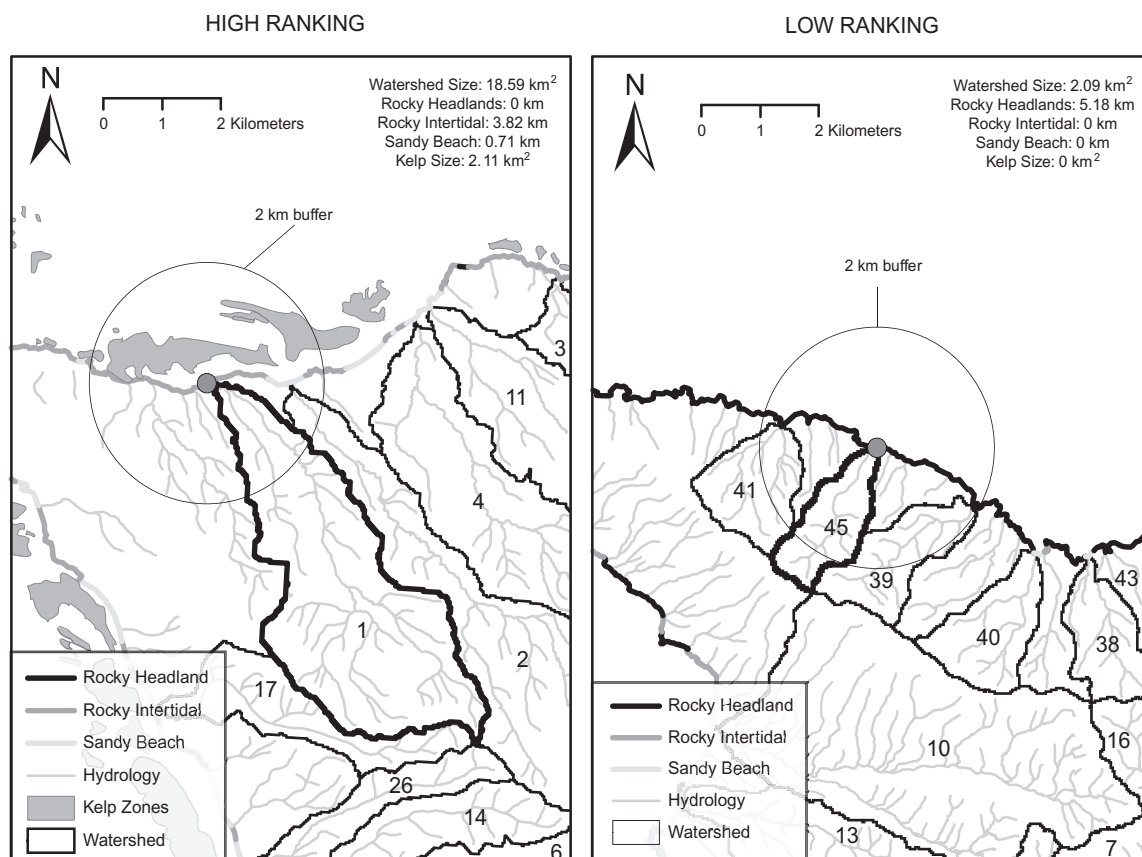 HIGH RANKING
N
0 1 2 Kilometers
Watershed Size: 18.59 km²
Rocky Headlands: 0 km
Rocky Intertidal: 3.82 km
Sandy Beach: 0.71 km
Kelp Size: 2.11 km²
2 km buffer
3
11
4
1
2
17
26
14
6
Rocky Headland
Rocky Intertidal
Sandy Beach
Hydrology
Kelp Zones
Watershed
LOW RANKING
N
0 1 2 Kilometers
Watershed Size: 2.09 km²
Rocky Headlands: 5.18 km
Rocky Intertidal: 0 km
Sandy Beach: 0 km
Kelp Size: 0 km²
2 km buffer
41
45
39
43
40
38
10
16
13
7
Rocky Headland
Rocky Intertidal
Sandy Beach
Hydrology
Watershed